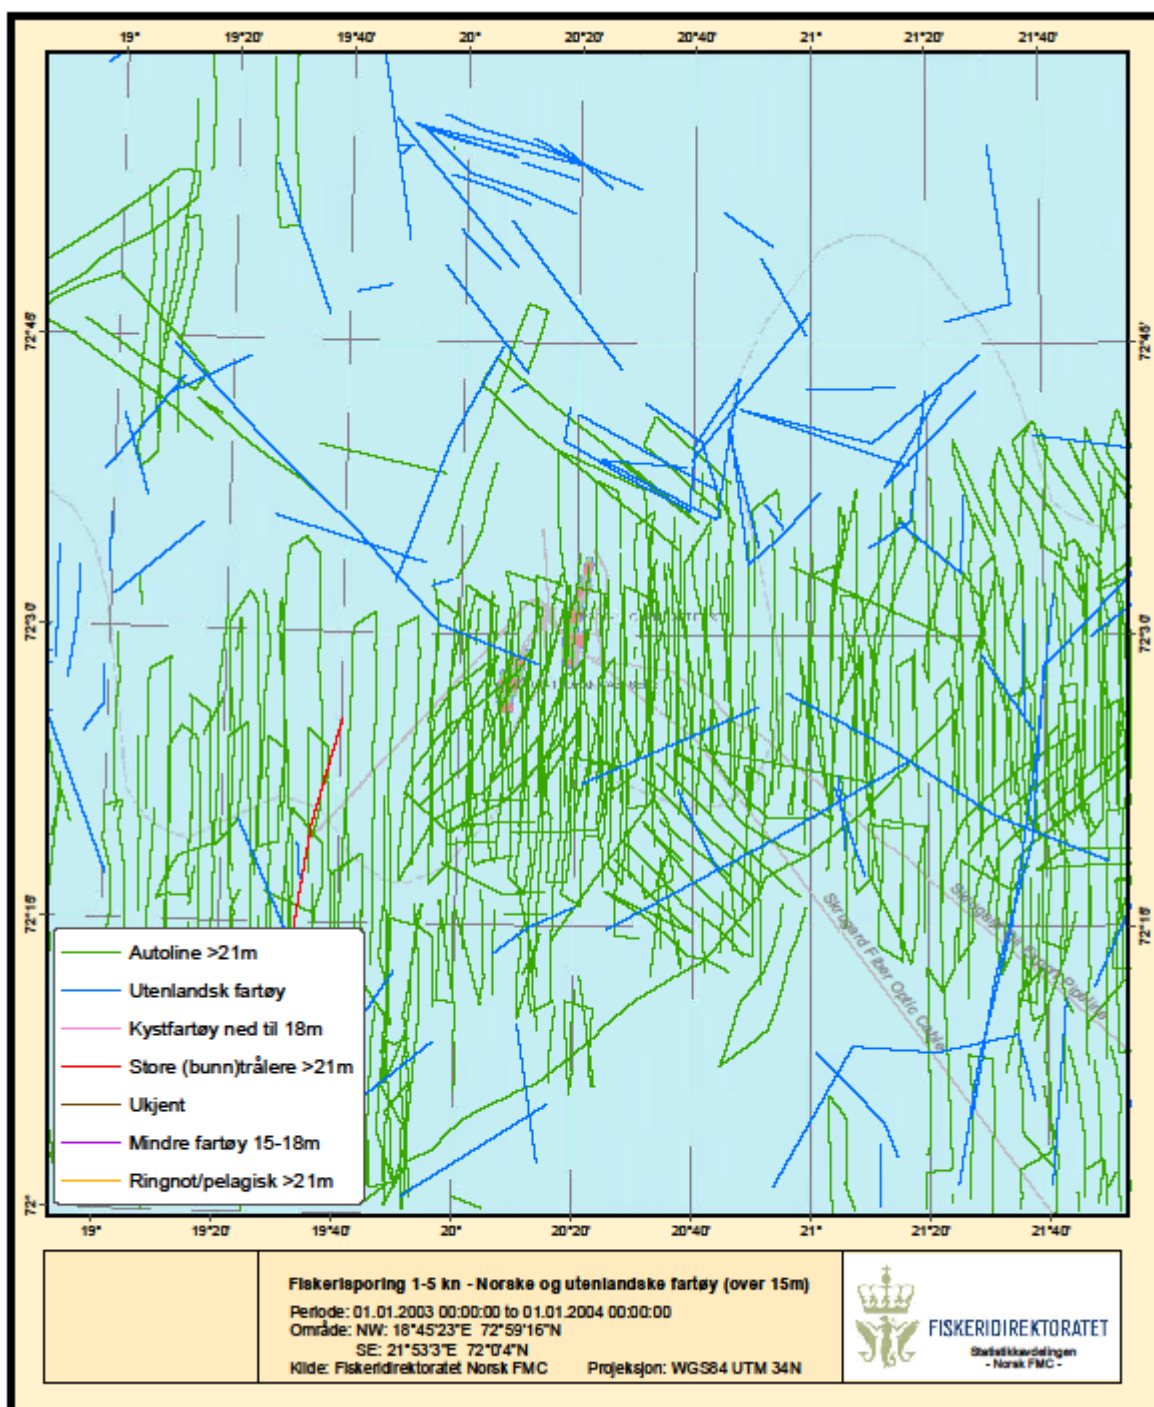 19° 19°20' 19°40' 20° 20°20' 20°40' 21° 21°20' 21°40'
72°45' 72°45'
72°30' 72°30'
72°15' 72°15'
72°
Skrugard Fiber Optic Cable
Skrugard Oil Export Pipeline
Autoline >21m
Utenlandsk fartøy
Kystfartøy ned til 18m
Store (bunn)trålere >21m
Ukjent
Mindre fartøy 15-18m
Ringnot/pelagisk >21m
19° 19°20' 19°40' 20° 20°20' 20°40' 21° 21°20' 21°40'
Fiskerisporing 1-5 kn - Norske og utenlandske fartøy (over 15m)
Periode: 01.01.2003 00:00:00 to 01.01.2004 00:00:00
Område: NW: 18°45'23"E 72°59'16"N
SE: 21°53'3"E 72°0'4"N
Kilde: Fiskeridirektoratet Norsk FMC Projeksjon: WGS84 UTM 34N
FISKERIDIREKTORATET
Statistikkavdelingen
- Norsk FMC -